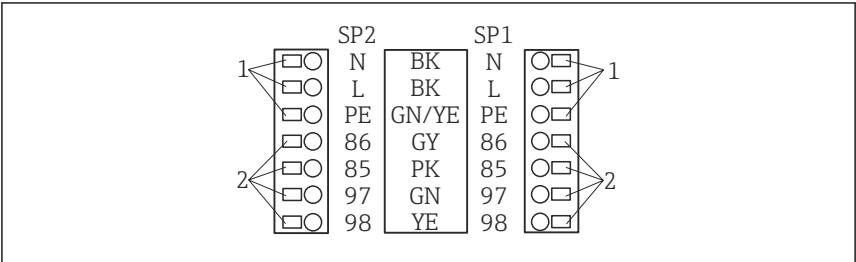 SP2 SP1
N BK N
1 L BK L 1
PE GN/YE PE
86 GY 86
2 85 PK 85 2
97 GN 97
98 YE 98